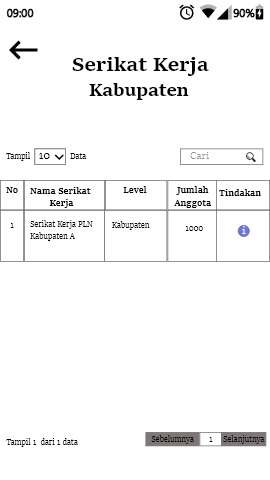 09:00 90%
Serikat Kerja
Kabupaten
Tampil 10 Data Cari
No Nama Serikat Kerja Level Jumlah Anggota Tindakan
1 Serikat Kerja PLN Kabupaten A Kabupaten 1000 i
Tampil 1 dari 1 data Sebelumnya 1 Selanjutnya